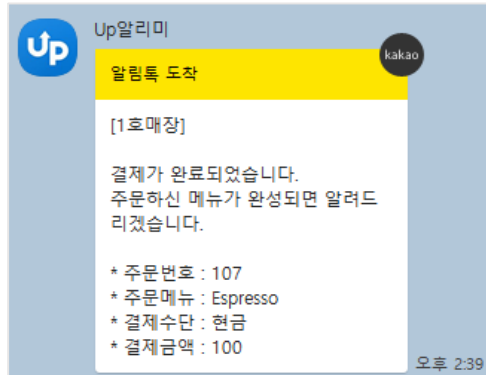 Up
Up알리미
kakao
알림톡 도착
[1호매장]
결제가 완료되었습니다.
주문하신 메뉴가 완성되면 알려드
리겠습니다.
* 주문번호 : 107
* 주문메뉴 : Espresso
* 결제수단 : 현금
* 결제금액 : 100
오후 2:39